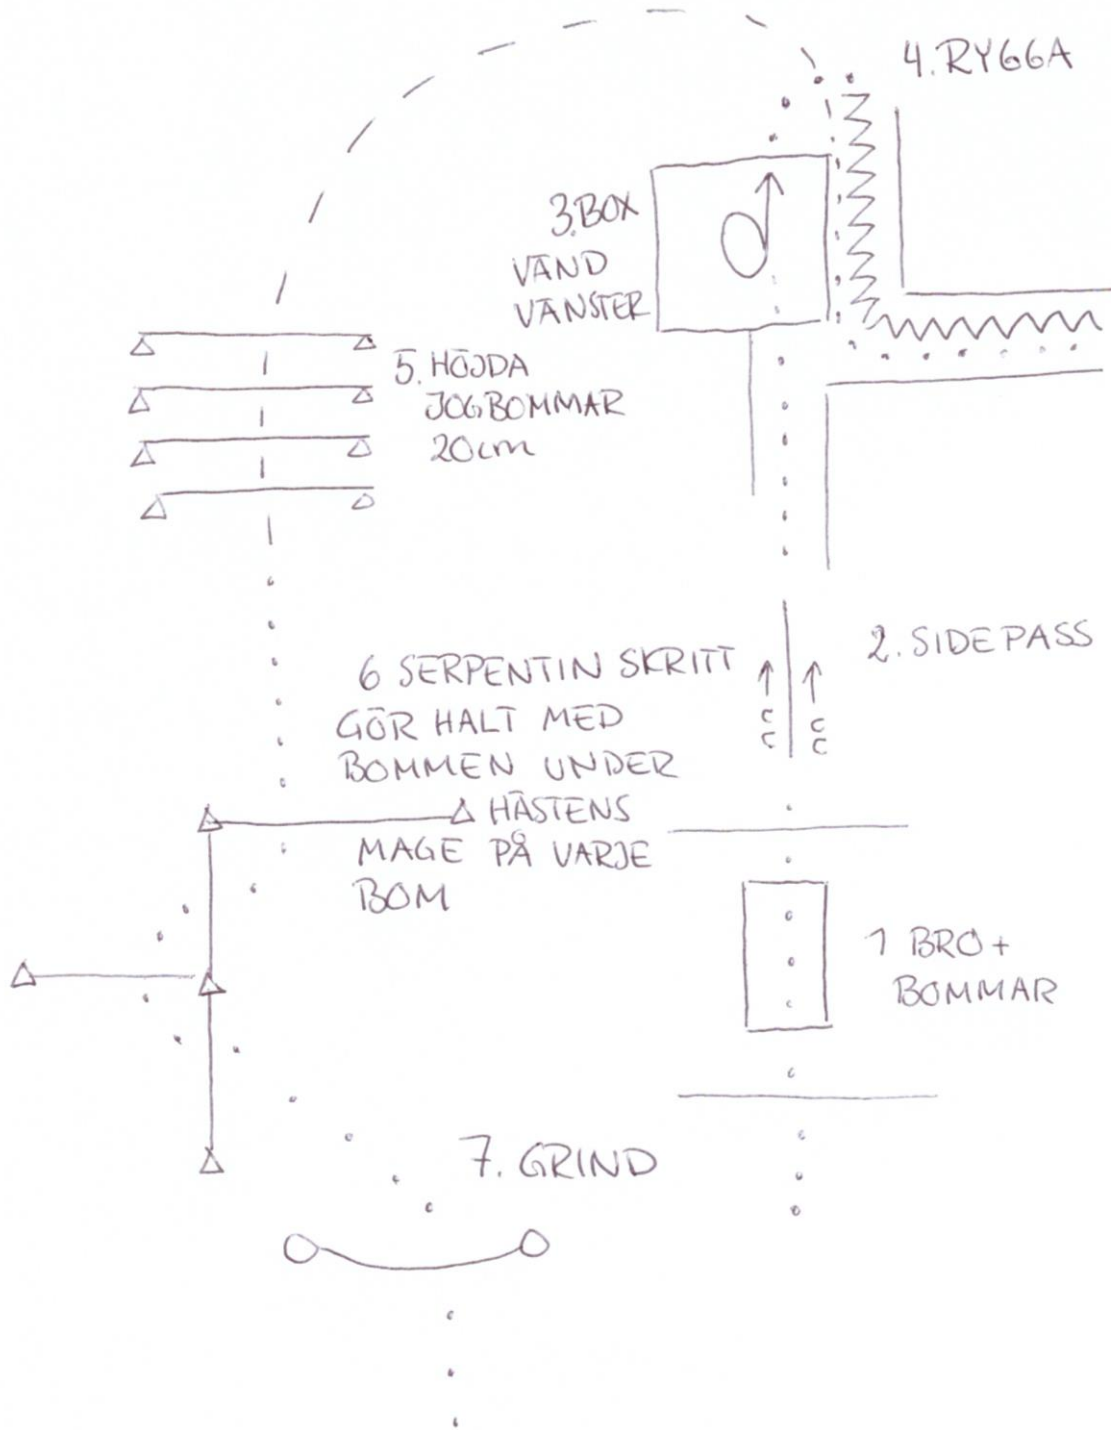 4. RYGGA
3. BOX
VÄND
VÄNSTER
5. HÖJDA
JOGBOMMAR
20cm
2. SIDEPASS
6 SERPENTIN SKRITT
GÖR HALT MED
BOMMEN UNDER
HÄSTENS
MAGE PÅ VARJE
BOM
1 BRO +
BOMMAR
7. GRIND